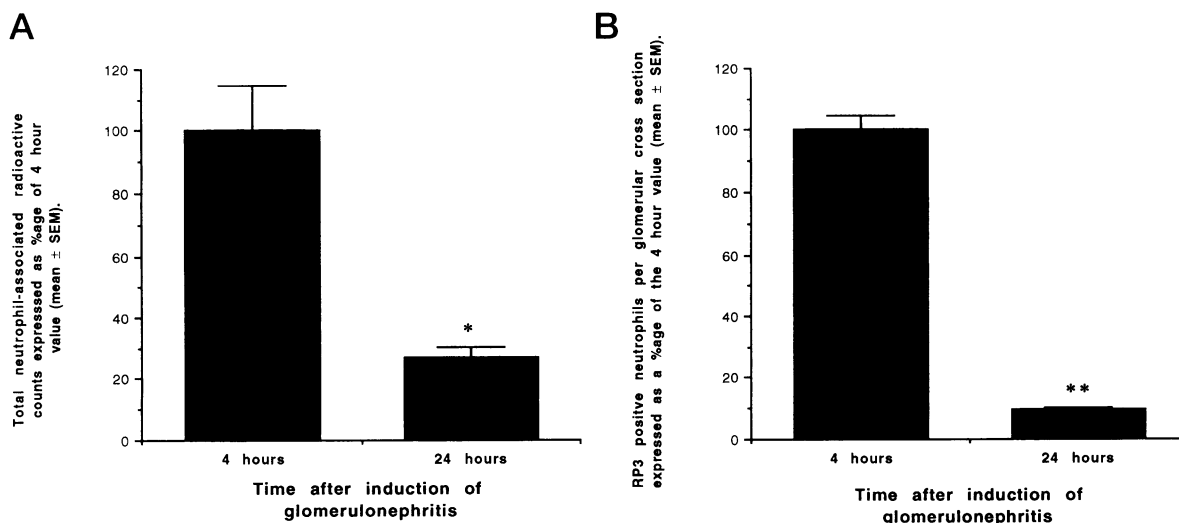 A
Total neutrophil-associated radioactive
counts expressed as %age of 4 hour
value (mean ± SEM).
120
100
80
60
40
20
0
*
4 hours
24 hours
Time after induction of
glomerulonephritis
B
RP3 positve neutrophils per glomerular cross section
expressed as a %age of the 4 hour value (mean ± SEM).
120
100
80
60
40
20
0
**
4 hours
24 hours
Time after induction of
glomerulonephritis